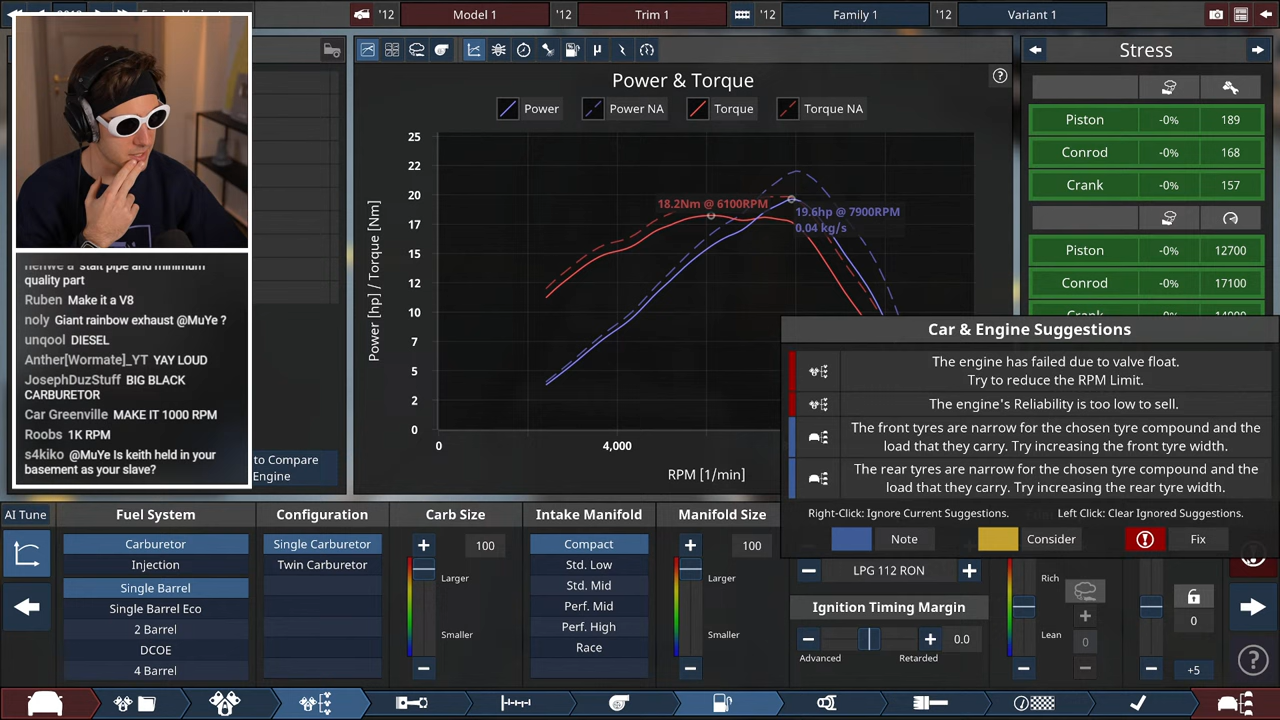 '12
Model 1
'12
Trim 1
'12
Family 1
'12
Variant 1
quality part
Ruben Make it a V8
noly Giant rainbow exhaust @MuYe ?
unqool DIESEL
Anther[Wormate]_YT YAY LOUD
JosephDuzStuff BIG BLACK
CARBURETOR
Car Greenville MAKE IT 1000 RPM
Roobs 1K RPM
s4kiko @MuYe Is keith held in your
basement as your slave?
to Compare
Engine
Power & Torque
Power
Power NA
Torque
Torque NA
Power [hp] / Torque [Nm]
25
22
20
17
15
12
10
7
5
2
0
0
4,000
RPM [1/min]
18.2Nm @ 6100RPM
19.6hp @ 7900RPM
0.04 kg/s
Stress
Piston -0% 189
Conrod -0% 168
Crank -0% 157
Piston 12700
Conrod 17100
Car & Engine Suggestions
The engine has failed due to valve float.
Try to reduce the RPM Limit.
The engine's Reliability is too low to sell.
The front tyres are narrow for the chosen tyre compound and the
load that they carry. Try increasing the front tyre width.
The rear tyres are narrow for the chosen tyre compound and the
load that they carry. Try increasing the rear tyre width.
Right-Click: Ignore Current Suggestions.
Left Click: Clear Ignored Suggestions.
Note
Consider
Fix
AI Tune
Fuel System
Carburetor
Injection
Single Barrel
Single Barrel Eco
2 Barrel
DCOE
4 Barrel
Configuration
Single Carburetor
Twin Carburetor
Carb Size
+ 100
Larger
Smaller
−
Intake Manifold
Compact
Std. Low
Std. Mid
Perf. Mid
Perf. High
Race
Manifold Size
+ 100
Larger
Smaller
−
− LPG 112 RON +
Ignition Timing Margin
− + 0.0
Advanced
Retarded
Rich
Lean
+
0
−
−
0
+5
?